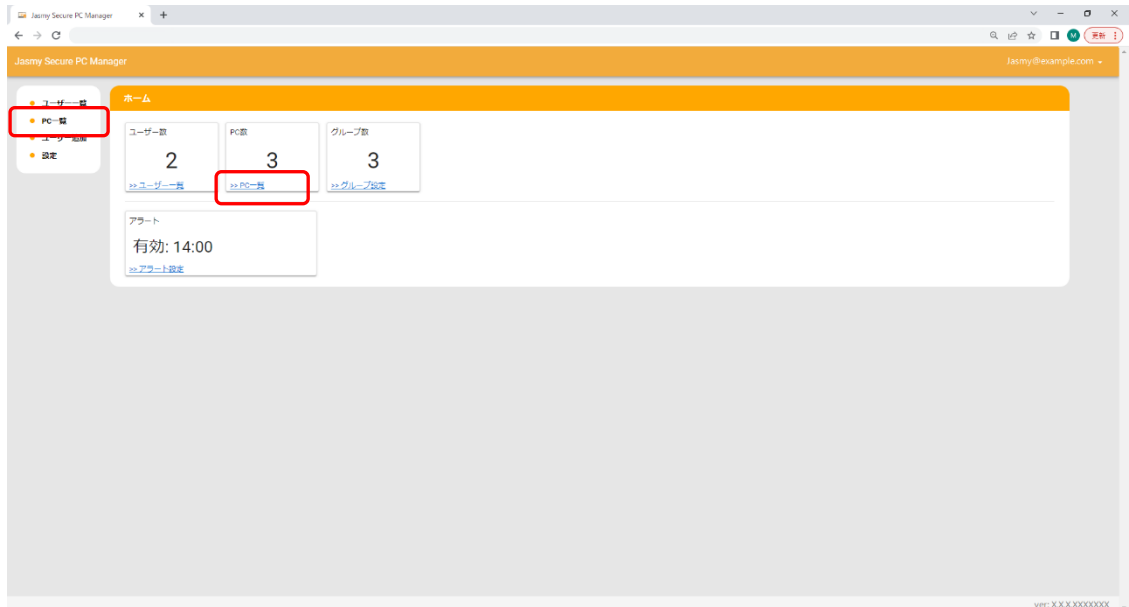 Jasmy Secure PC Manager
更新
Jasmy Secure PC Manager
Jasmy@example.com
ユーザー一覧
PC一覧
ユーザー追加
設定
ホーム
ユーザー数
2
>> ユーザー一覧
PC数
3
>> PC一覧
グループ数
3
>> グループ設定
アラート
有効: 14:00
>> アラート設定
ver: X.X.X.XXXXXXX